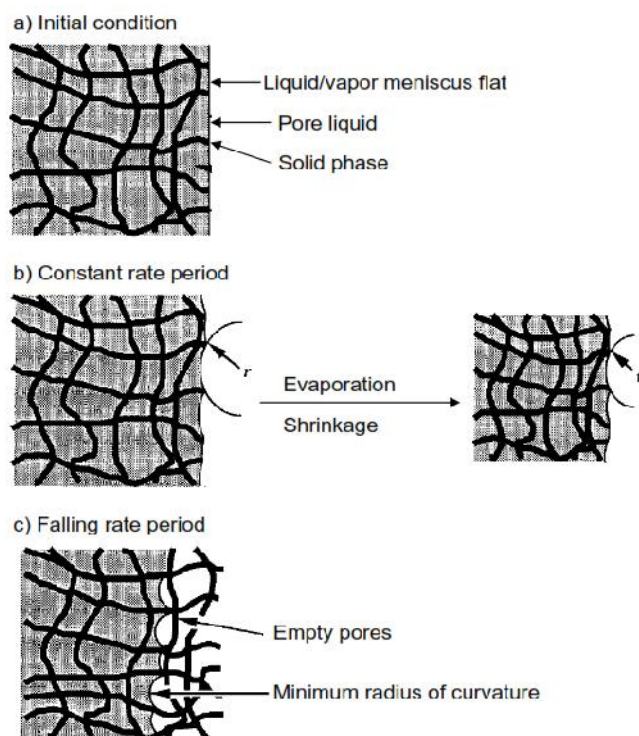 a) Initial condition
Liquid/vapor meniscus flat
Pore liquid
Solid phase
b) Constant rate period
r
Evaporation
Shrinkage
r
c) Falling rate period
Empty pores
Minimum radius of curvature